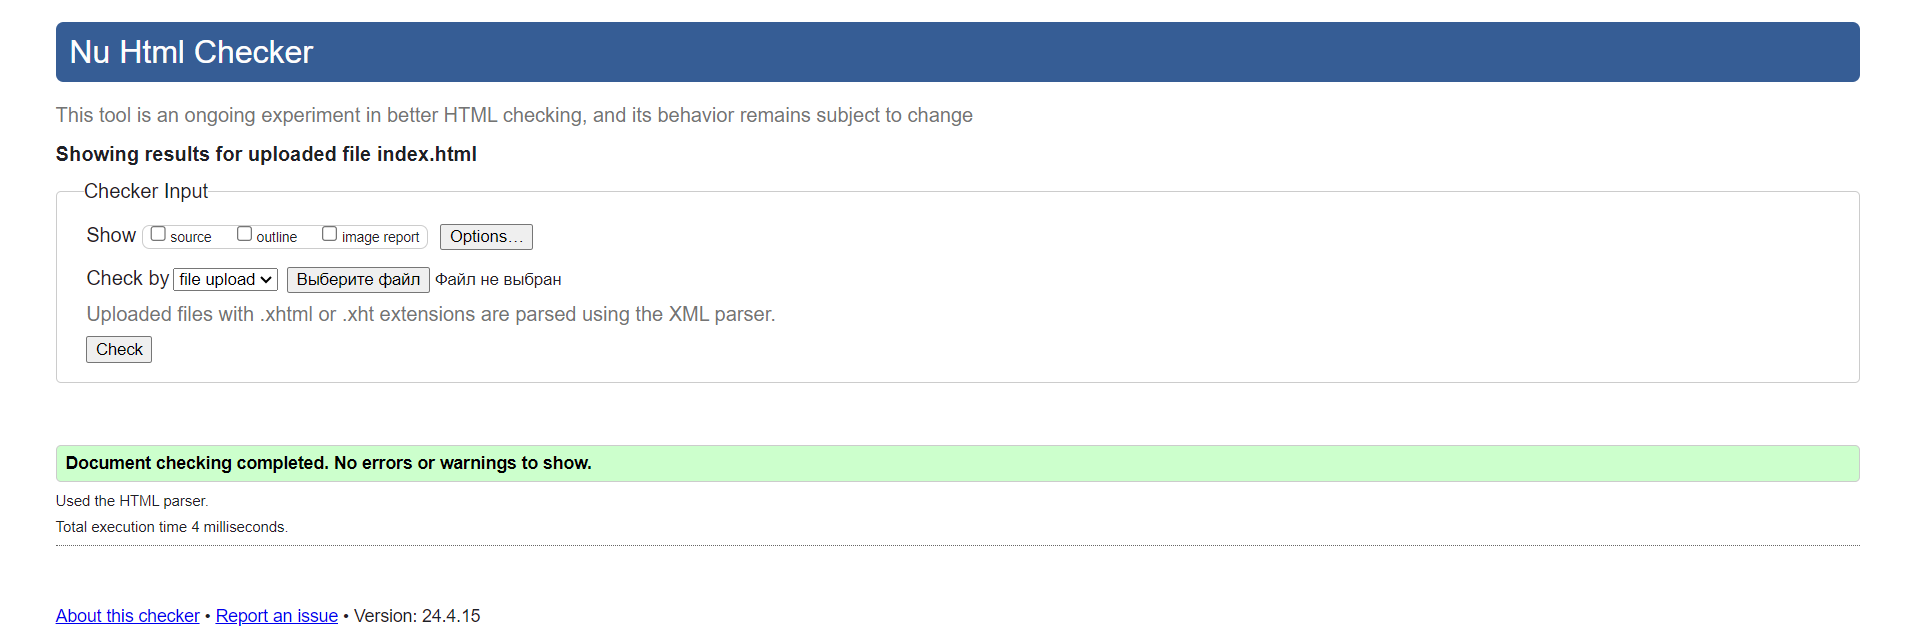 Nu Html Checker
This tool is an ongoing experiment in better HTML checking, and its behavior remains subject to change
Showing results for uploaded file index.html
Checker Input
Show source outline image report Options…
Check by file upload Выберите файл Файл не выбран
Uploaded files with .xhtml or .xht extensions are parsed using the XML parser.
Check
Document checking completed. No errors or warnings to show.
Used the HTML parser.
Total execution time 4 milliseconds.
About this checker • Report an issue • Version: 24.4.15